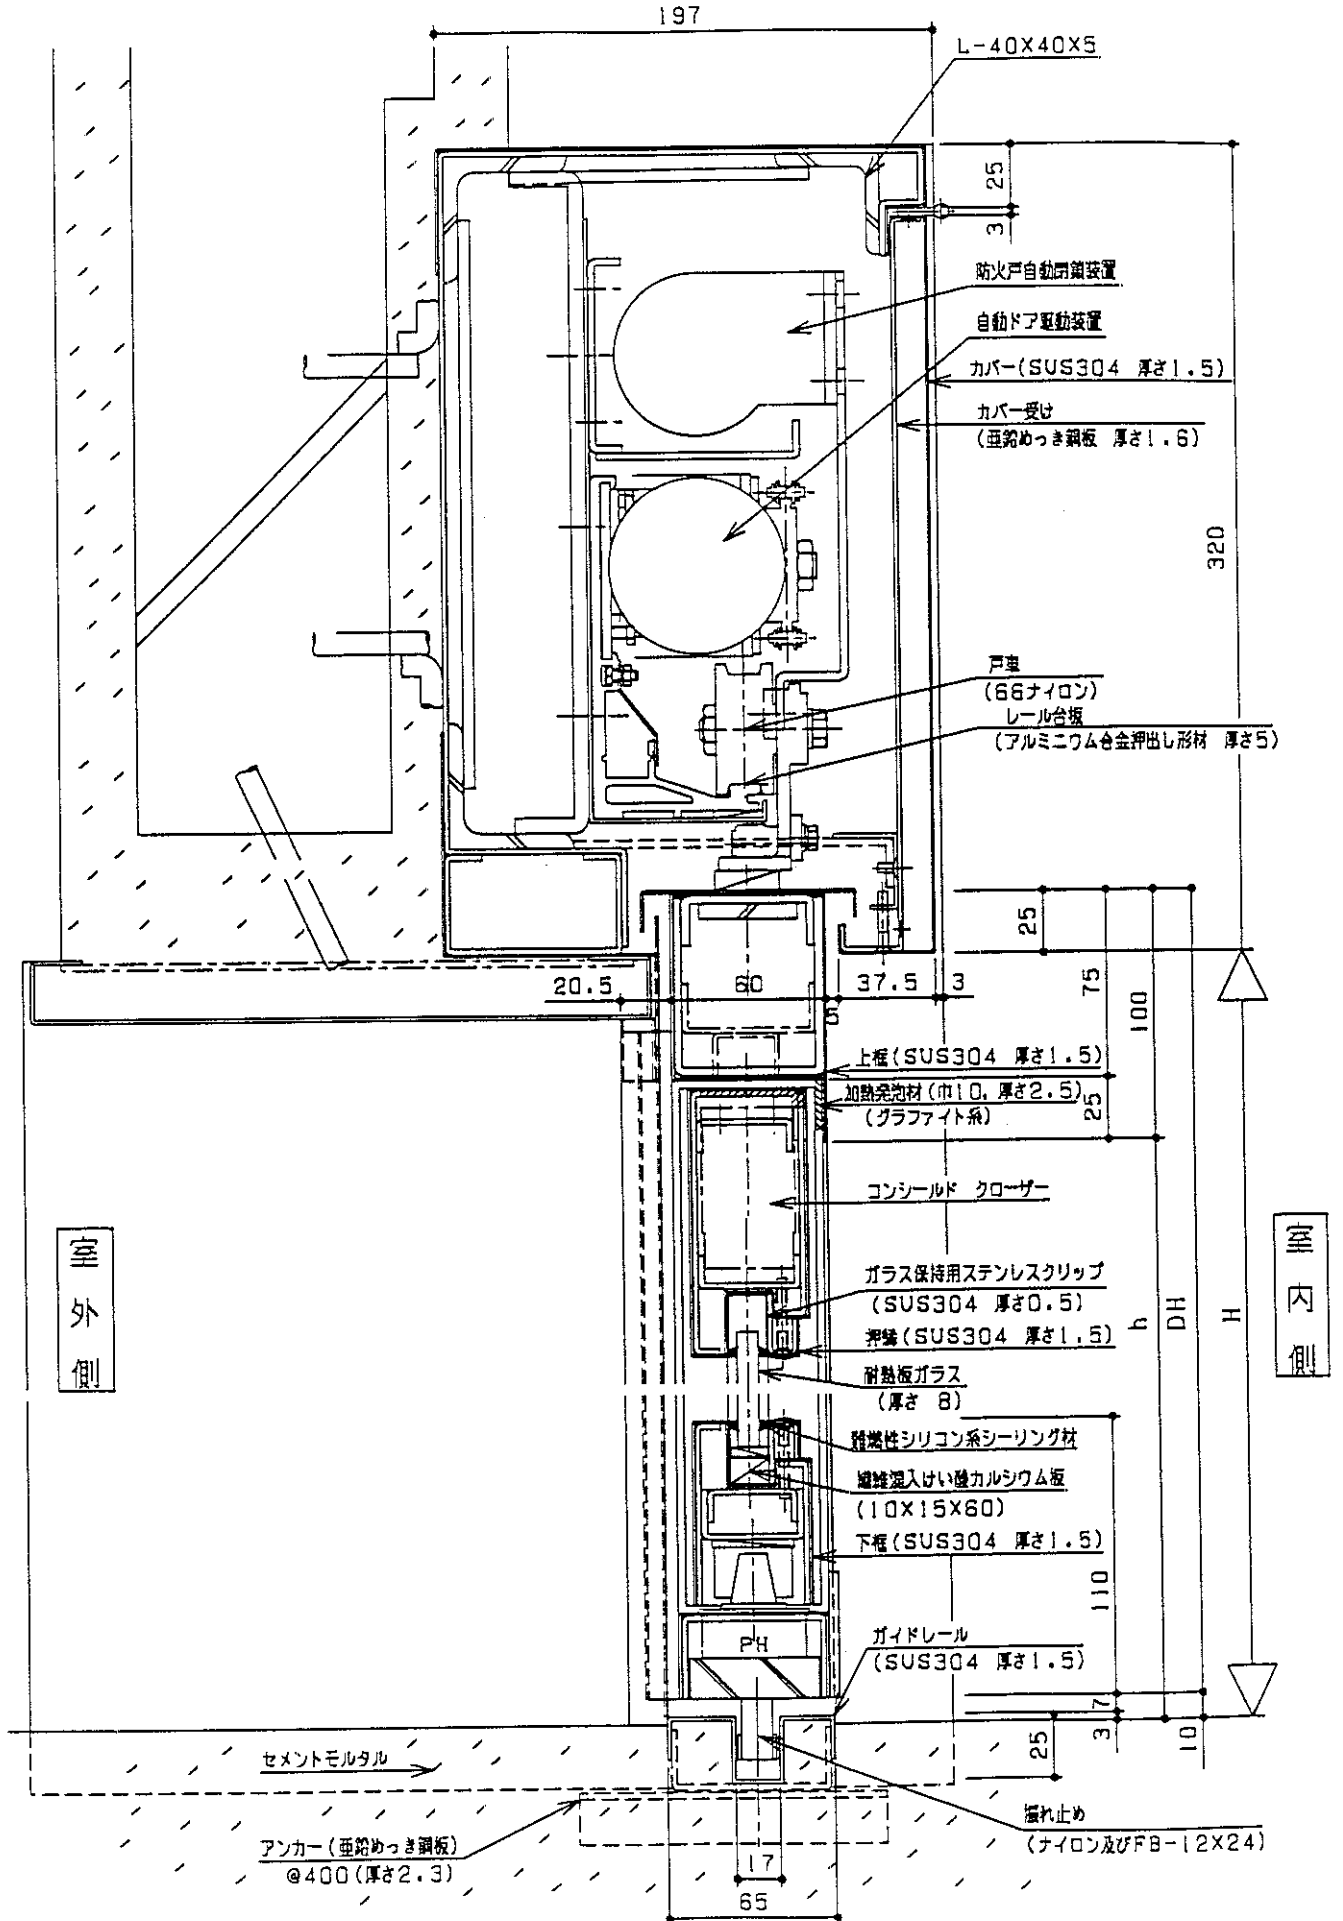 197
L-40X40X5
25
3
防火戸自動閉鎖装置
自動ドア駆動装置
カバー(SUS304 厚さ1.5)
カバー受け
(亜鉛めっき鋼板 厚さ1.6)
320
戸車
(66ナイロン)
レール台板
(アルミニウム合金押出し形材 厚さ5)
25
75
100
20.5
60
5
37.5
3
上框(SUS304 厚さ1.5)
加熱発泡材(巾10, 厚さ2.5)
(グラファイト系)
25
コンシールド クローザー
室外側
室内側
ガラス保持用ステンレスクリップ
(SUS304 厚さ0.5)
h
DH
H
押縁(SUS304 厚さ1.5)
耐熱板ガラス
(厚さ 8)
難燃性シリコン系シーリング材
繊維混入けい酸カルシウム板
(10X15X60)
下框(SUS304 厚さ1.5)
110
PH
ガイドレール
(SUS304 厚さ1.5)
7
3
10
25
セメントモルタル
アンカー(亜鉛めっき鋼板)
@400(厚さ2.3)
振れ止め
(ナイロン及びFB-12X24)
17
65